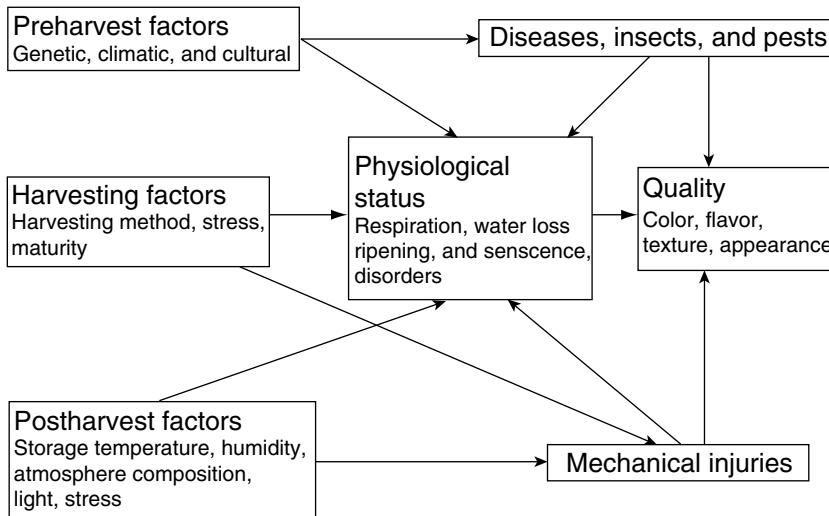 Preharvest factors
Genetic, climatic, and cultural
Diseases, insects, and pests
Physiological
status
Respiration, water loss
ripening, and senscence,
disorders
Quality
Color, flavor,
texture, appearance
Harvesting factors
Harvesting method, stress,
maturity
Postharvest factors
Storage temperature, humidity,
atmosphere composition,
light, stress
Mechanical injuries